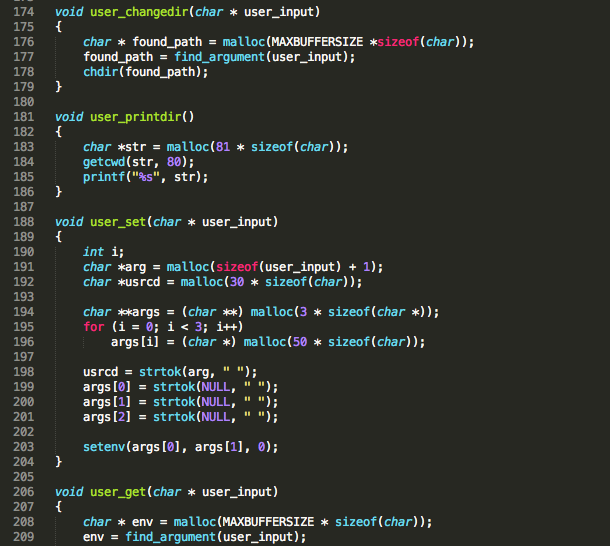 174 void user_changedir(char * user_input)
175 {
176     char * found_path = malloc(MAXBUFFERSIZE *sizeof(char));
177     found_path = find_argument(user_input);
178     chdir(found_path);
179 }
180
181 void user_printdir()
182 {
183     char *str = malloc(81 * sizeof(char));
184     getcwd(str, 80);
185     printf("%s", str);
186 }
187
188 void user_set(char * user_input)
189 {
190     int i;
191     char *arg = malloc(sizeof(user_input) + 1);
192     char *usrcd = malloc(30 * sizeof(char));
193
194     char **args = (char **) malloc(3 * sizeof(char *));
195     for (i = 0; i < 3; i++)
196         args[i] = (char *) malloc(50 * sizeof(char));
197
198     usrcd = strtok(arg, " ");
199     args[0] = strtok(NULL, " ");
200     args[1] = strtok(NULL, " ");
201     args[2] = strtok(NULL, " ");
202
203     setenv(args[0], args[1], 0);
204 }
205
206 void user_get(char * user_input)
207 {
208     char * env = malloc(MAXBUFFERSIZE * sizeof(char));
209     env = find_argument(user_input);